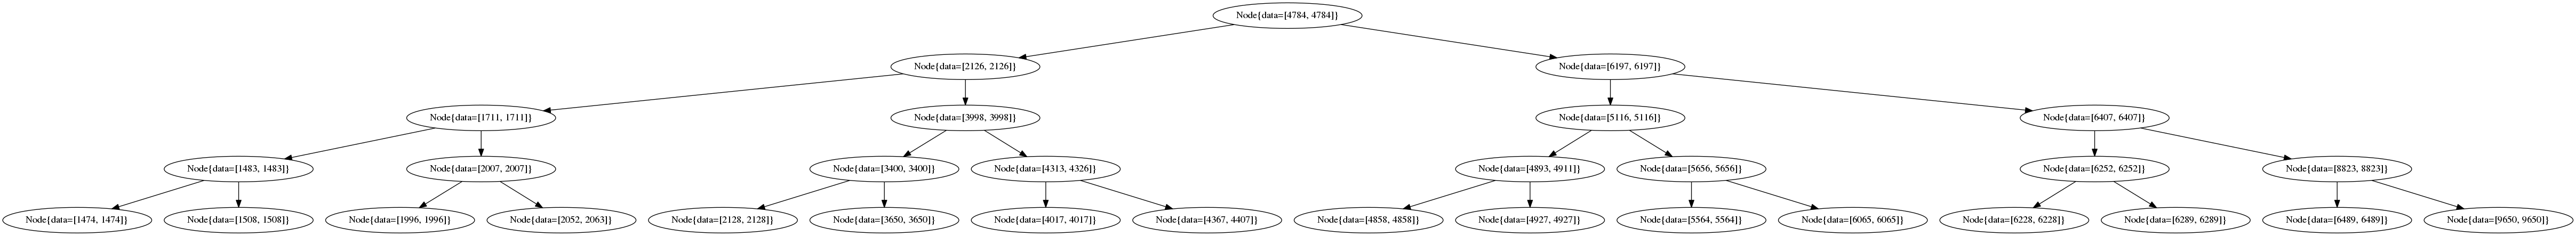 Node{data=[4784, 4784]}
Node{data=[2126, 2126]}
Node{data=[6197, 6197]}
Node{data=[1711, 1711]}
Node{data=[3998, 3998]}
Node{data=[5116, 5116]}
Node{data=[6407, 6407]}
Node{data=[1483, 1483]}
Node{data=[2007, 2007]}
Node{data=[3400, 3400]}
Node{data=[4313, 4326]}
Node{data=[4893, 4911]}
Node{data=[5656, 5656]}
Node{data=[6252, 6252]}
Node{data=[8823, 8823]}
Node{data=[1474, 1474]}
Node{data=[1508, 1508]}
Node{data=[1996, 1996]}
Node{data=[2052, 2063]}
Node{data=[2128, 2128]}
Node{data=[3650, 3650]}
Node{data=[4017, 4017]}
Node{data=[4367, 4407]}
Node{data=[4858, 4858]}
Node{data=[4927, 4927]}
Node{data=[5564, 5564]}
Node{data=[6065, 6065]}
Node{data=[6228, 6228]}
Node{data=[6289, 6289]}
Node{data=[6489, 6489]}
Node{data=[9650, 9650]}